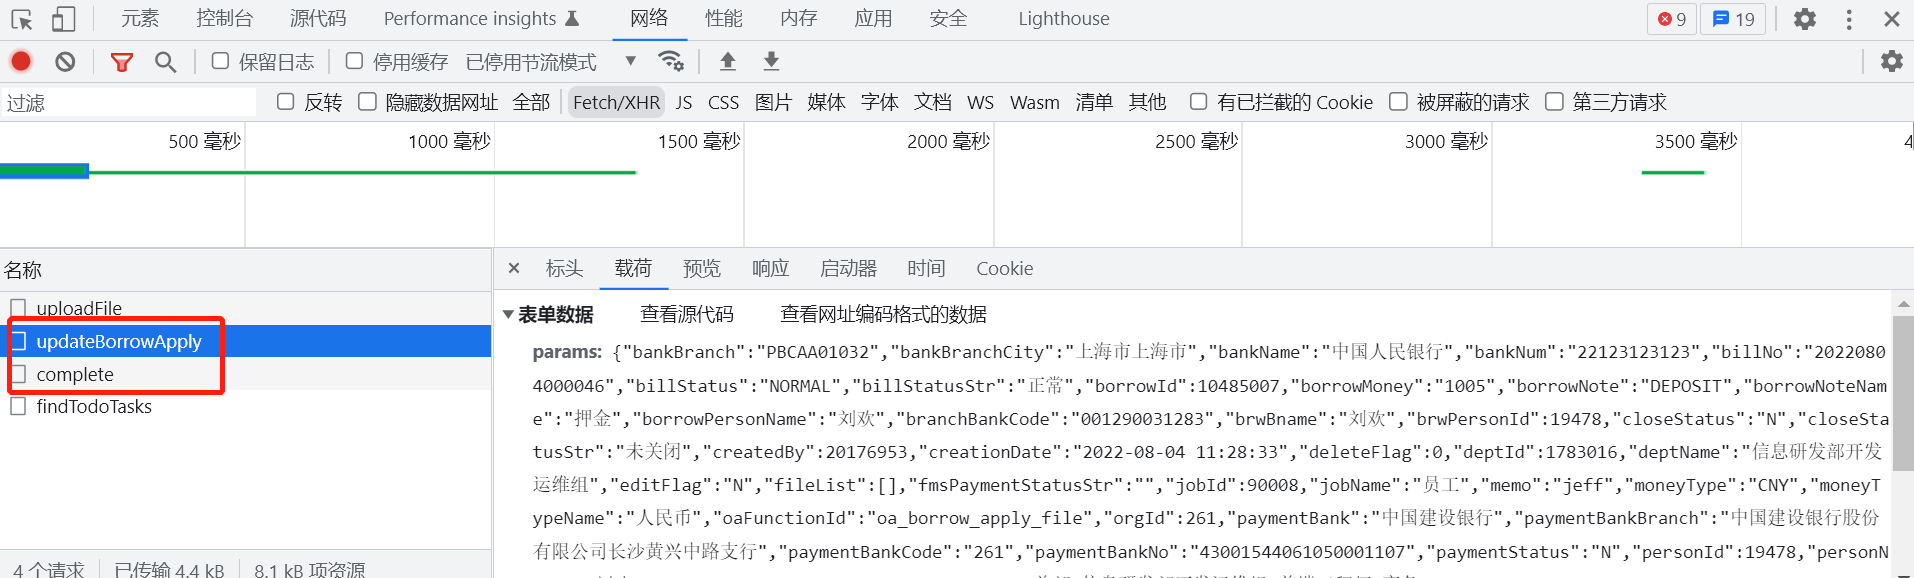 元素 控制台 源代码 Performance insights 网络 性能 内存 应用 安全 Lighthouse 9 19
保留日志 停用缓存 已停用节流模式
过滤 反转 隐藏数据网址 全部 Fetch/XHR JS CSS 图片 媒体 字体 文档 WS Wasm 清单 其他 有已拦截的 Cookie 被屏蔽的请求 第三方请求
500 毫秒 1000 毫秒 1500 毫秒 2000 毫秒 2500 毫秒 3000 毫秒 3500 毫秒 4
名称
uploadFile
updateBorrowApply
complete
findTodoTasks
4 个请求 已传输 4.4 kB 8.1 kB 项资源
× 标头 载荷 预览 响应 启动器 时间 Cookie
▼表单数据 查看源代码 查看网址编码格式的数据
params: {"bankBranch":"PBCAA01032","bankBranchCity":"上海市上海市","bankName":"中国人民银行","bankNum":"22123123123","billNo":"2022080
4000046","billStatus":"NORMAL","billStatusStr":"正常","borrowId":10485007,"borrowMoney":"1005","borrowNote":"DEPOSIT","borrowNoteNam
e":"押金","borrowPersonName":"刘欢","branchBankCode":"001290031283","brwBname":"刘欢","brwPersonId":19478,"closeStatus":"N","closeSta
tusStr":"未关闭","createdBy":20176953,"creationDate":"2022-08-04 11:28:33","deleteFlag":0,"deptId":1783016,"deptName":"信息研发部开发
运维组","editFlag":"N","fileList":[],"fmsPaymentStatusStr":"","jobId":90008,"jobName":"员工","memo":"jeff","moneyType":"CNY","moneyT
ypeName":"人民币","oaFunctionId":"oa_borrow_apply_file","orgId":261,"paymentBank":"中国建设银行","paymentBankBranch":"中国建设银行股份
有限公司长沙黄兴中路支行","paymentBankCode":"261","paymentBankNo":"43001544061050001107","paymentStatus":"N","personId":19478,"personN